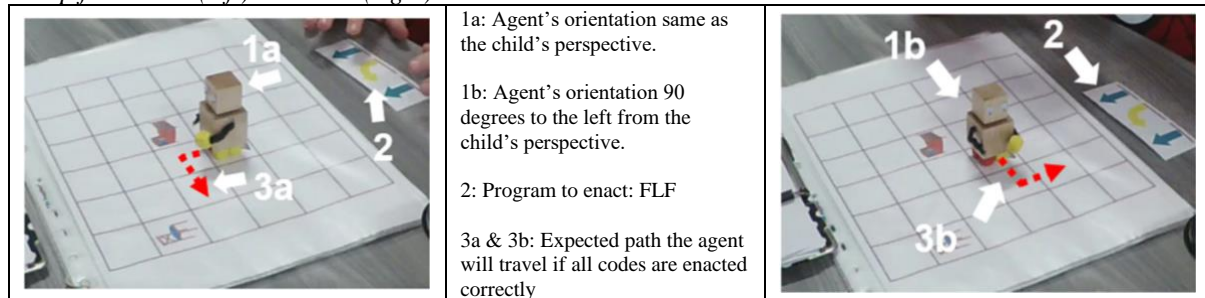 1a
2
3a
1a: Agent's orientation same as
the child's perspective.
1b: Agent's orientation 90
degrees to the left from the
child's perspective.
2: Program to enact: FLF
3a & 3b: Expected path the agent
will travel if all codes are enacted
correctly
1b
2
3b